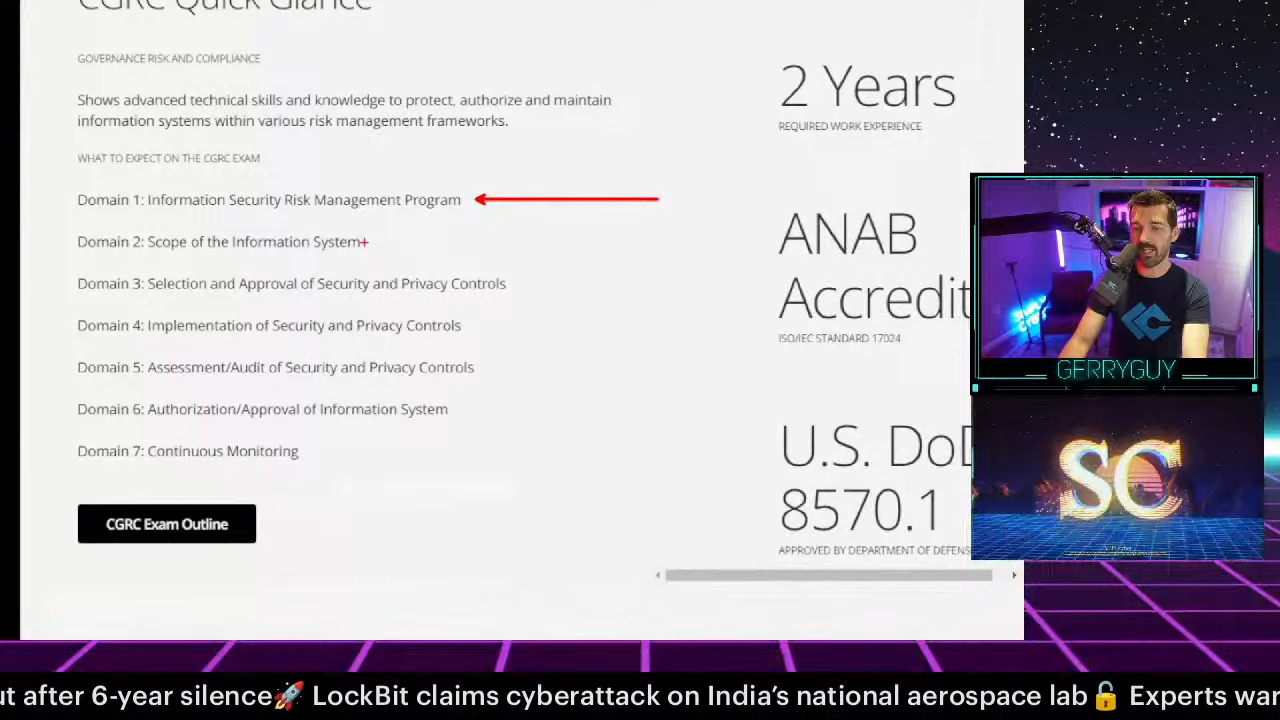 CGRC Quick Glance
GOVERNANCE RISK AND COMPLIANCE
Shows advanced technical skills and knowledge to protect, authorize and maintain
information systems within various risk management frameworks.
WHAT TO EXPECT ON THE CGRC EXAM
Domain 1: Information Security Risk Management Program
Domain 2: Scope of the Information System+
Domain 3: Selection and Approval of Security and Privacy Controls
Domain 4: Implementation of Security and Privacy Controls
Domain 5: Assessment/Audit of Security and Privacy Controls
Domain 6: Authorization/Approval of Information System
Domain 7: Continuous Monitoring
CGRC Exam Outline
2 Years
REQUIRED WORK EXPERIENCE
ANAB
Accredit
ISO/IEC STANDARD 17024
U.S. DoD
8570.1
APPROVED BY DEPARTMENT OF DEFENS
GERRYGUY
SC
ut after 6-year silence🚀 LockBit claims cyberattack on India’s national aerospace lab🔓 Experts war